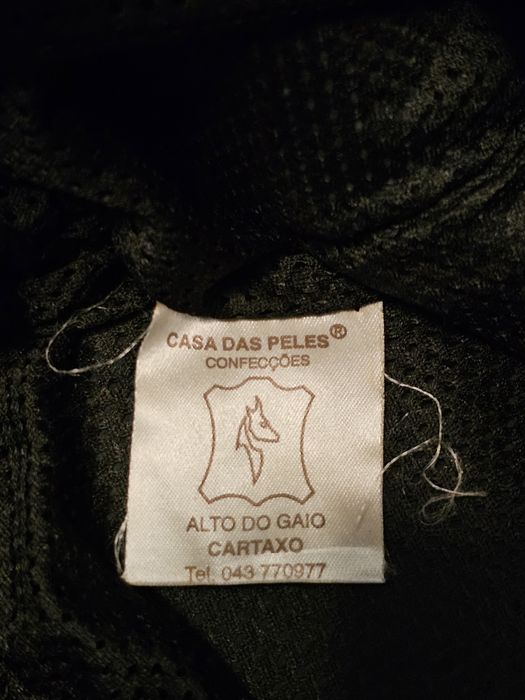 CASA DAS PELES®
CONFECÇÕES
ALTO DO GAIO
CARTAXO
Tel. 043 770977